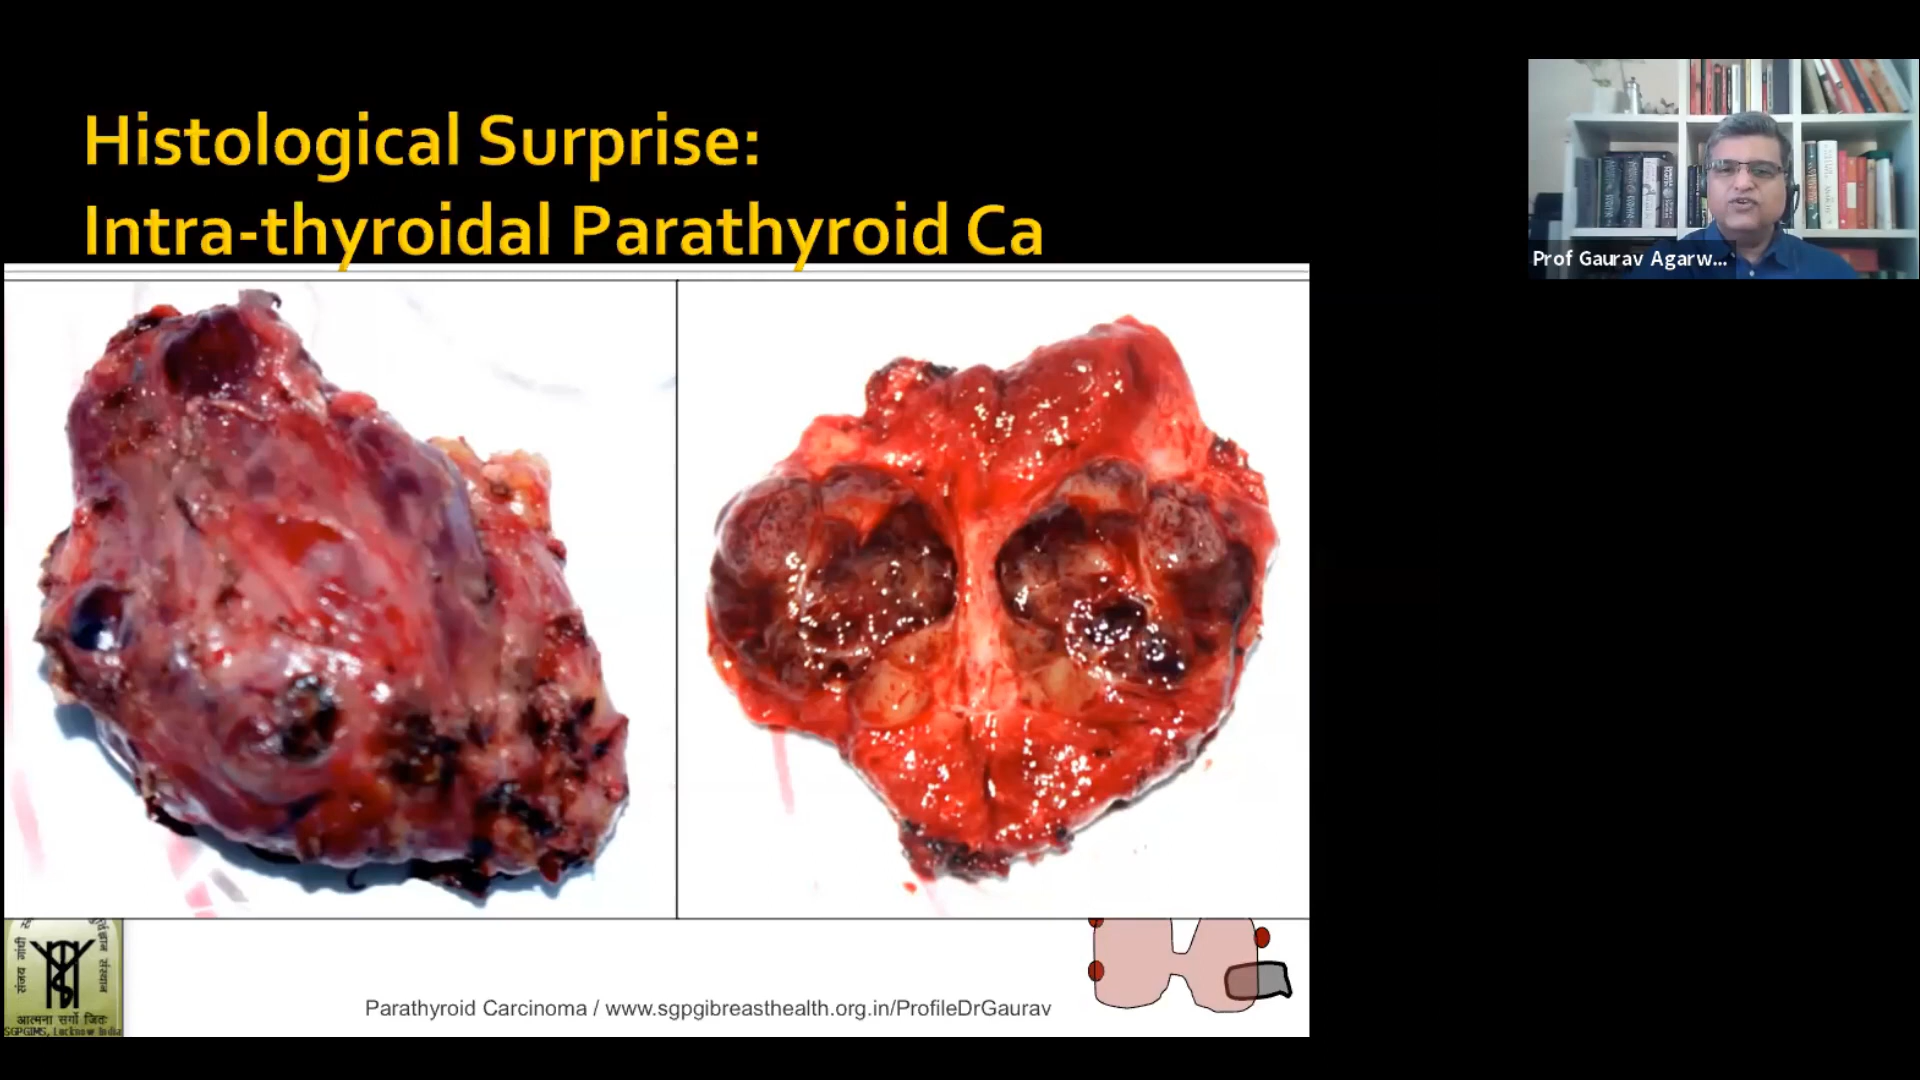 Histological Surprise:
Intra-thyroidal Parathyroid Ca
Prof Gaurav Agarw...
संजय गांधी
संस्थान
आत्मना सर्गो जितः
SGPGIMS, Lucknow India
Parathyroid Carcinoma / www.sgpgibreasthealth.org.in/ProfileDrGaurav